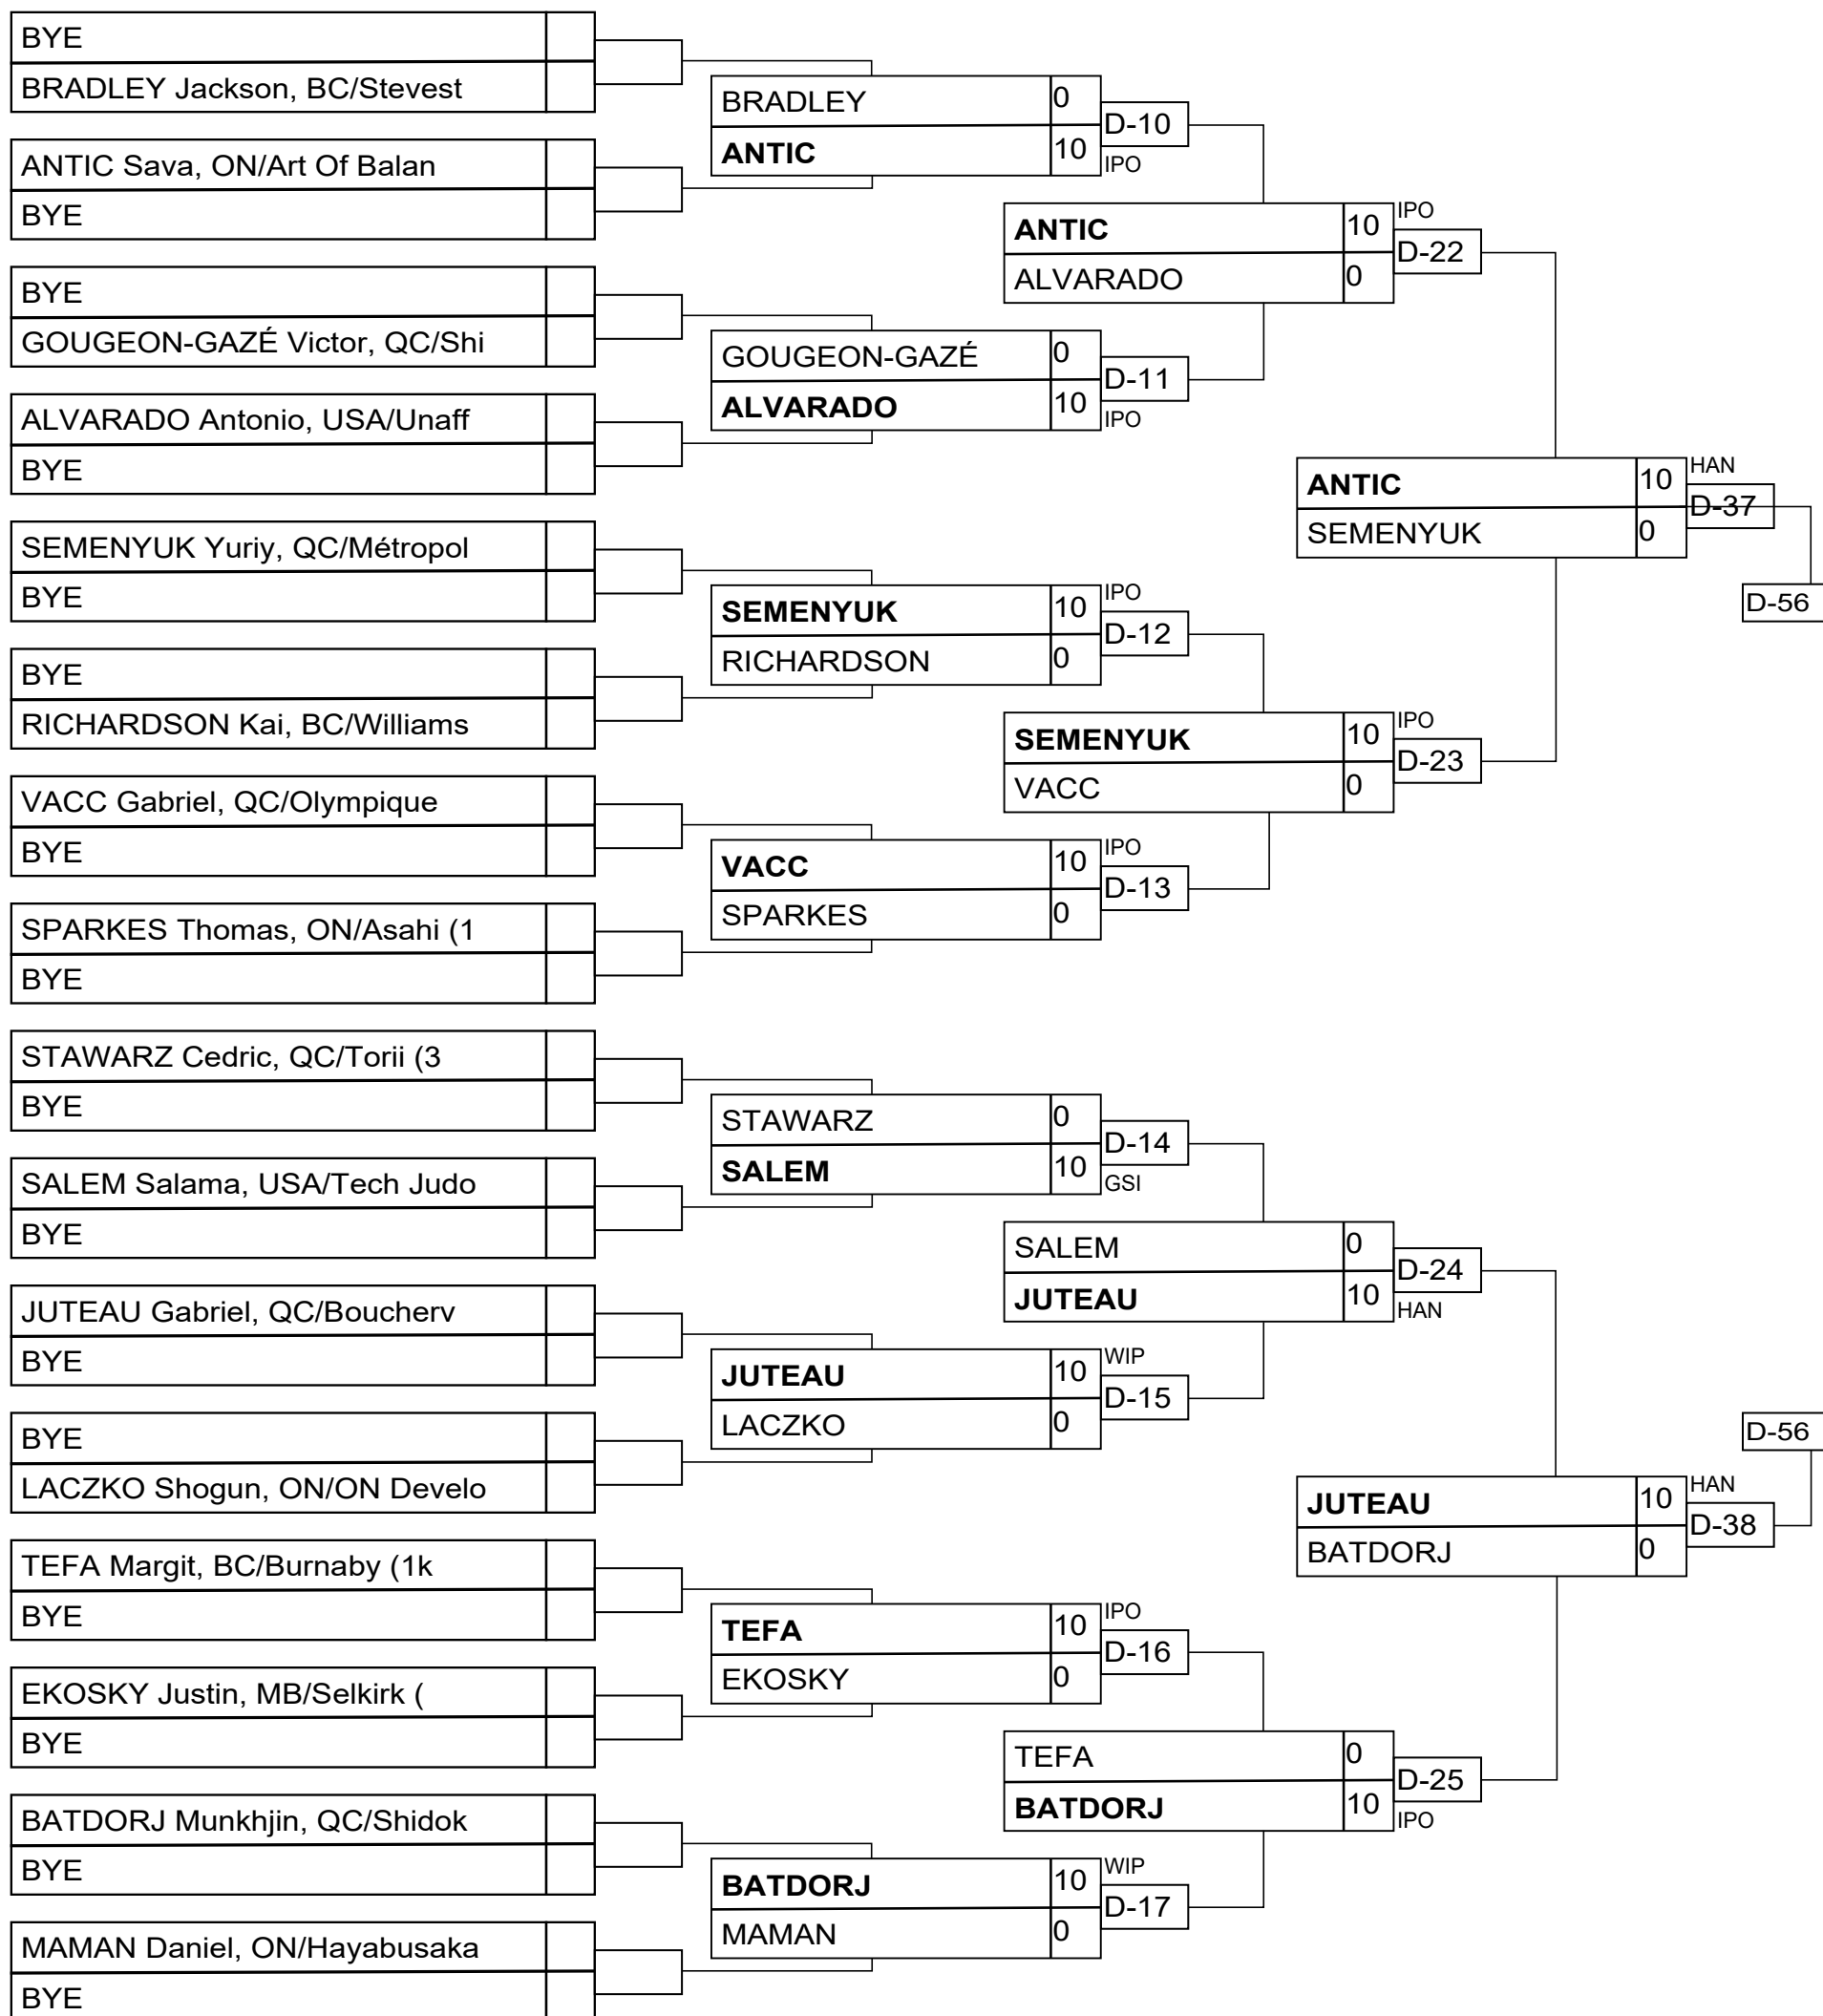 BYE
BRADLEY Jackson, BC/Stevest
ANTIC Sava, ON/Art Of Balan
BYE
BYE
GOUGEON-GAZÉ Victor, QC/Shi
ALVARADO Antonio, USA/Unaff
BYE
SEMENYUK Yuriy, QC/Métropol
BYE
BYE
RICHARDSON Kai, BC/Williams
VACC Gabriel, QC/Olympique
BYE
SPARKES Thomas, ON/Asahi (1
BYE
STAWARZ Cedric, QC/Torii (3
BYE
SALEM Salama, USA/Tech Judo
BYE
JUTEAU Gabriel, QC/Boucherv
BYE
BYE
LACZKO Shogun, ON/ON Develo
TEFA Margit, BC/Burnaby (1k
BYE
EKOSKY Justin, MB/Selkirk (
BYE
BATDORJ Munkhjin, QC/Shidok
BYE
MAMAN Daniel, ON/Hayabusaka
BYE
BRADLEY 0
D-10
ANTIC 10
IPO
GOUGEON-GAZÉ 0
D-11
ALVARADO 10
IPO
SEMENYUK 10
IPO
D-12
RICHARDSON 0
VACC 10
IPO
D-13
SPARKES 0
STAWARZ 0
D-14
SALEM 10
GSI
JUTEAU 10
WIP
D-15
LACZKO 0
TEFA 10
IPO
D-16
EKOSKY 0
BATDORJ 10
WIP
D-17
MAMAN 0
ANTIC 10
IPO
D-22
ALVARADO 0
SEMENYUK 10
IPO
D-23
VACC 0
SALEM 0
D-24
JUTEAU 10
HAN
TEFA 0
D-25
BATDORJ 10
IPO
ANTIC 10
HAN
D-37
SEMENYUK 0
D-56
D-56
JUTEAU 10
HAN
D-38
BATDORJ 0